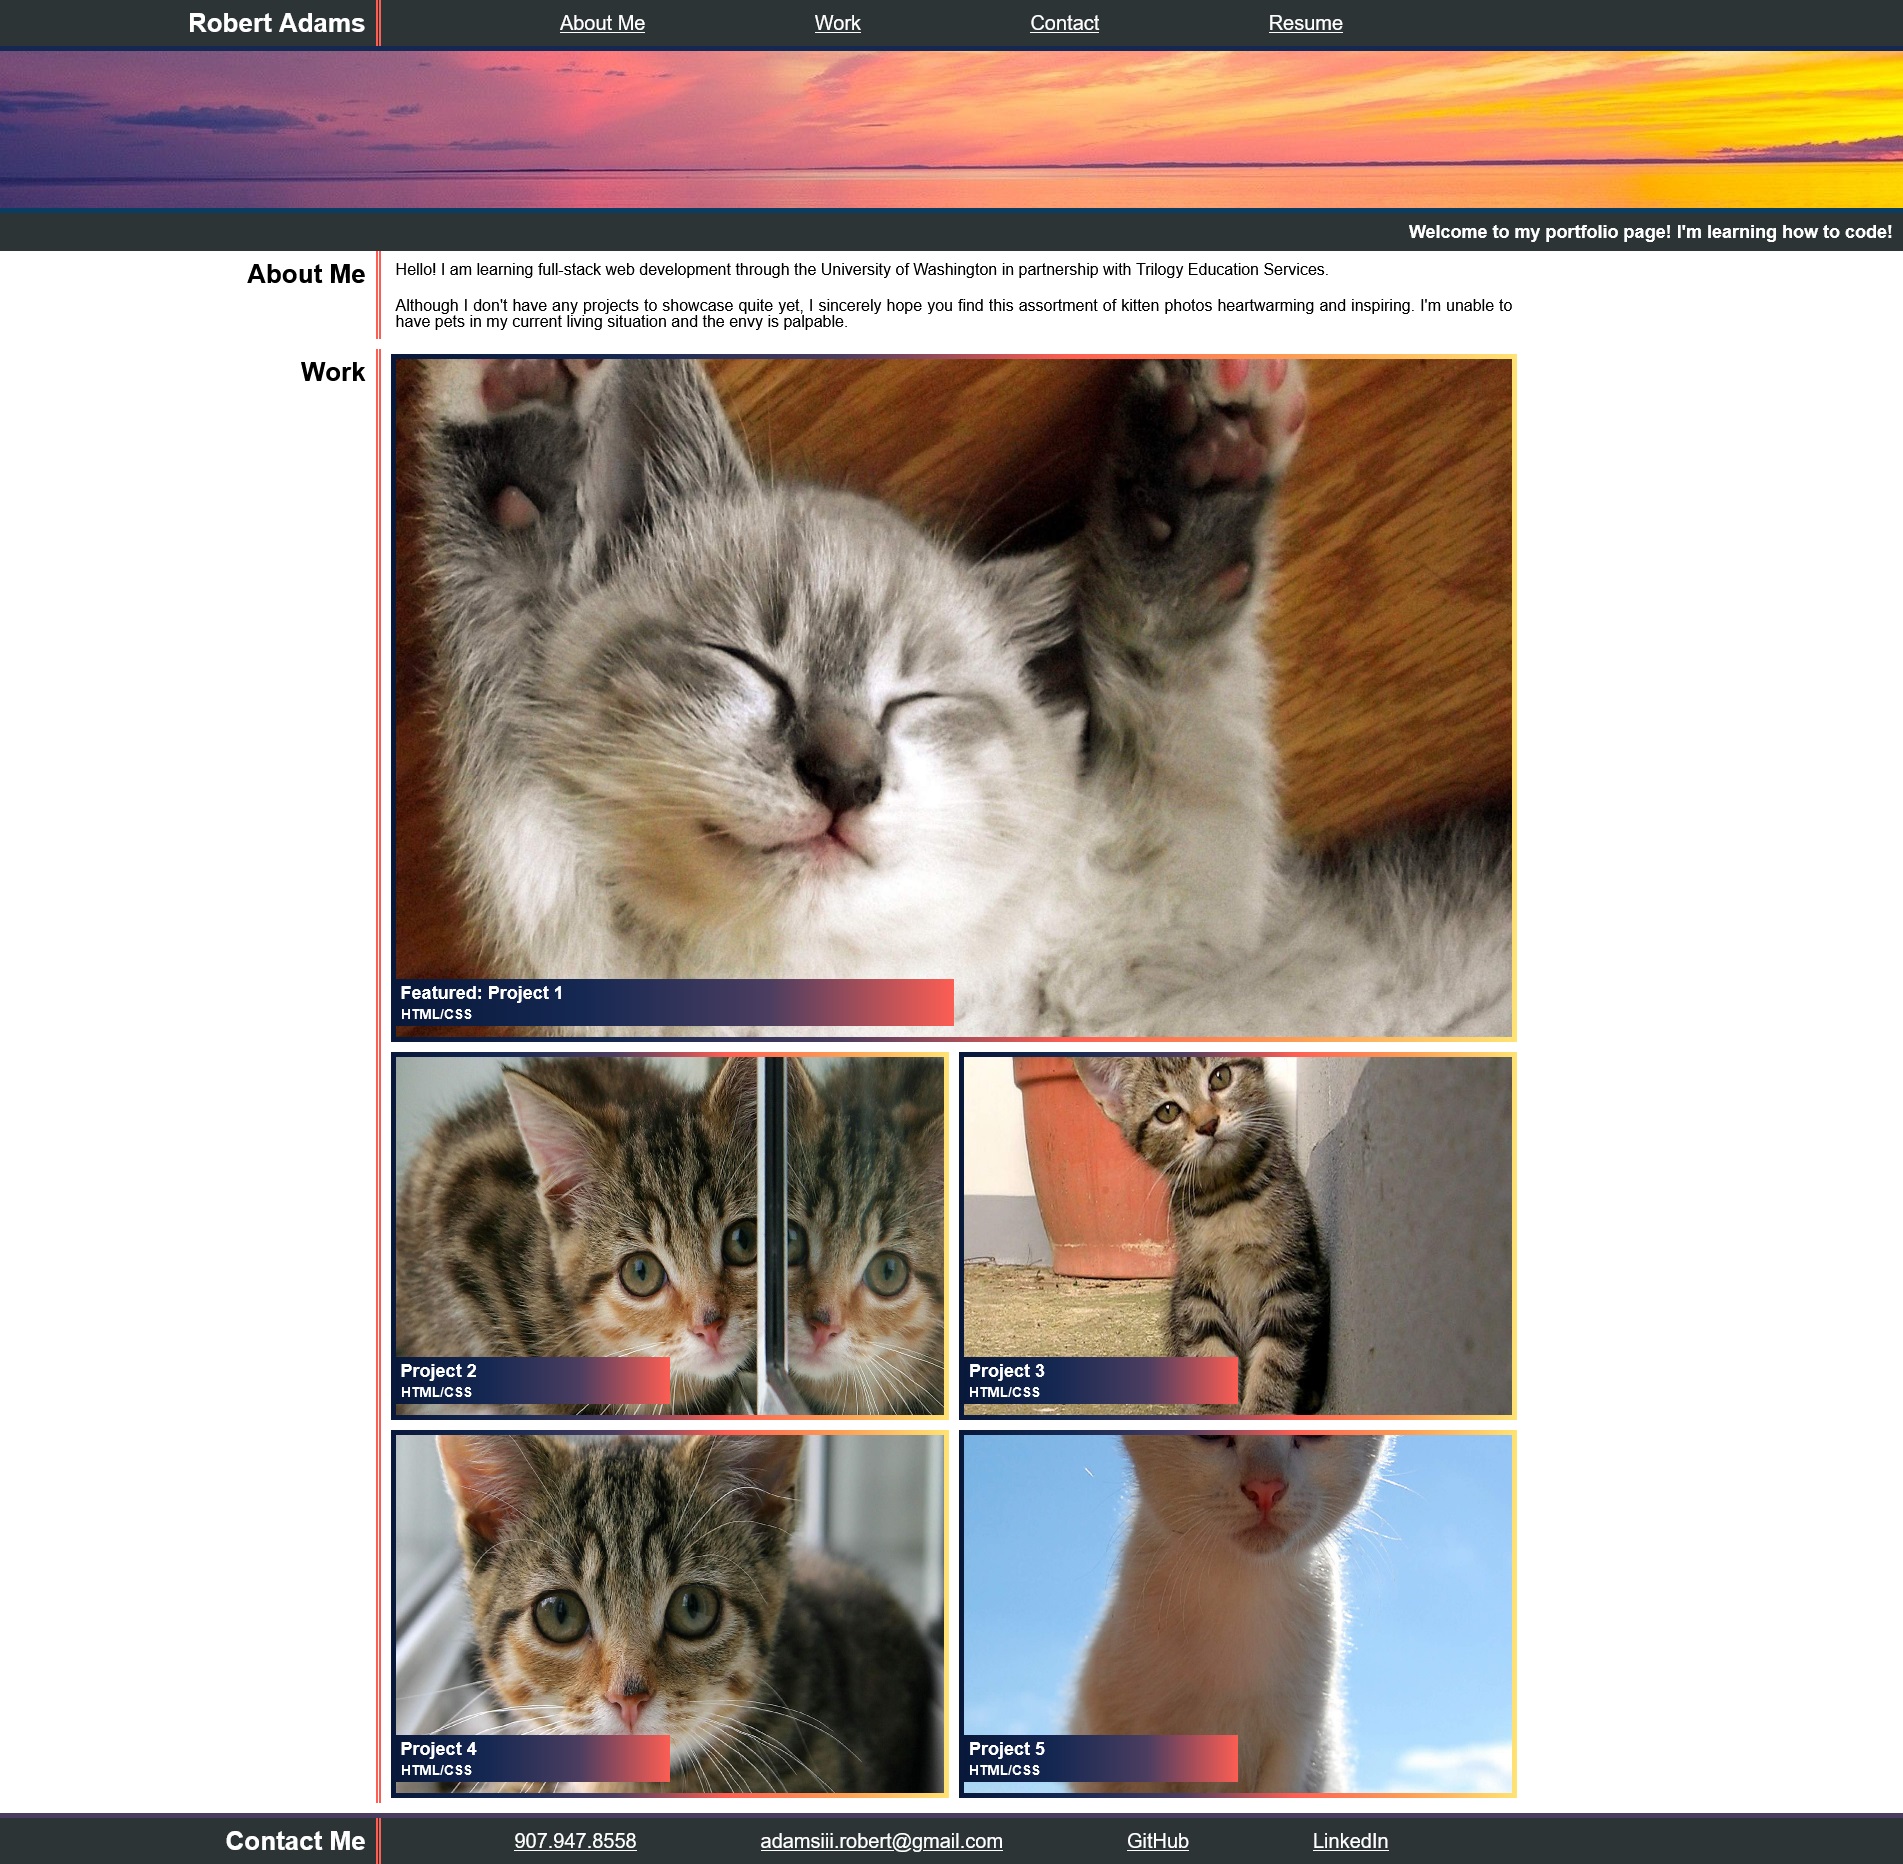 Robert Adams
About Me
Work
Contact
Resume
Welcome to my portfolio page! I'm learning how to code!
About Me
Hello! I am learning full-stack web development through the University of Washington in partnership with Trilogy Education Services.
Although I don't have any projects to showcase quite yet, I sincerely hope you find this assortment of kitten photos heartwarming and inspiring. I'm unable to
have pets in my current living situation and the envy is palpable.
Work
Featured: Project 1
HTML/CSS
Project 2
HTML/CSS
Project 3
HTML/CSS
Project 4
HTML/CSS
Project 5
HTML/CSS
Contact Me
907.947.8558
adamsiii.robert@gmail.com
GitHub
LinkedIn